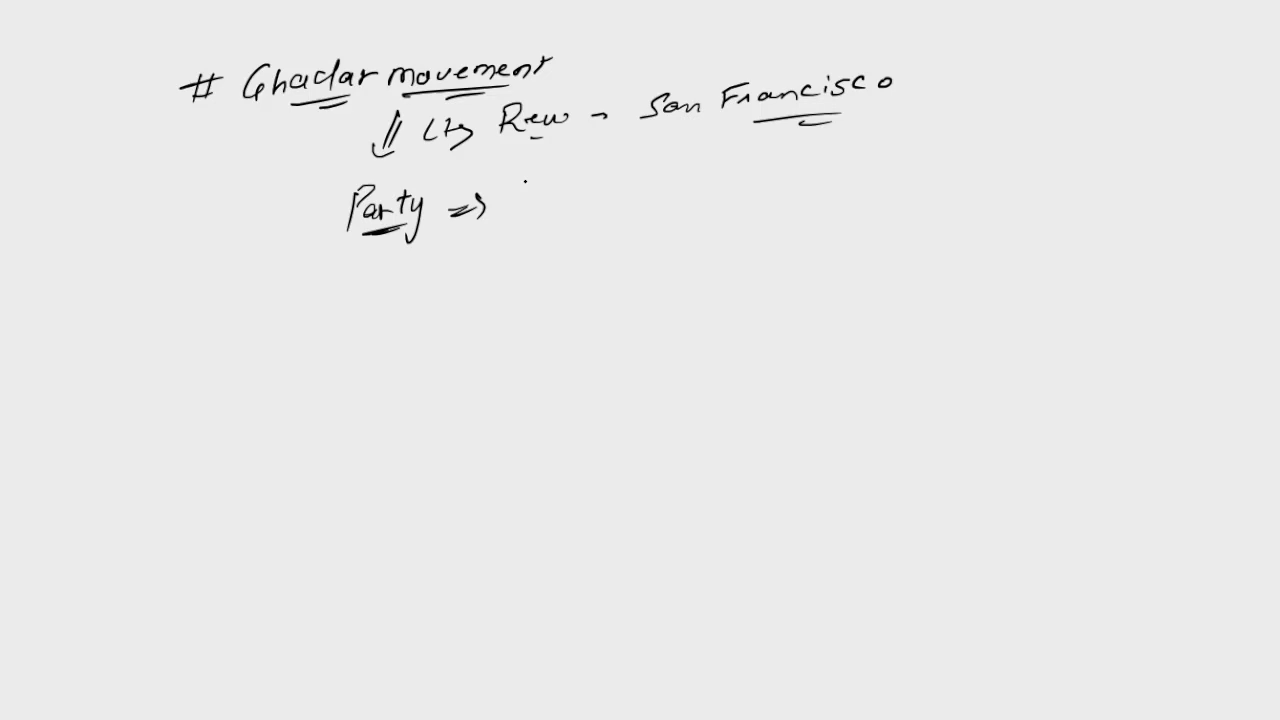 # Ghadar movement
Rew → San Francisco
Party ⇒